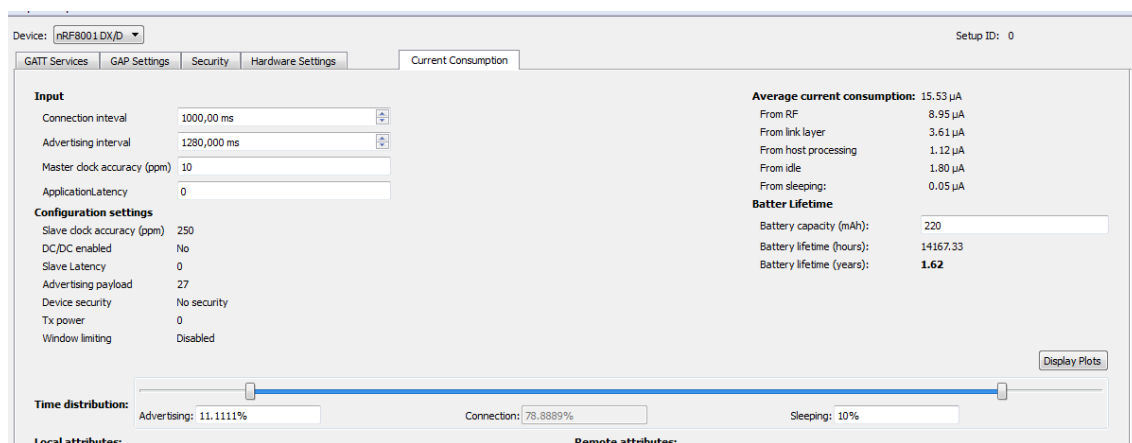 Device: nRF8001 DX/D Setup ID: 0
GATT Services GAP Settings Security Hardware Settings Current Consumption
Input
Connection inteval 1000,00 ms
Advertising interval 1280,000 ms
Master clock accuracy (ppm) 10
ApplicationLatency 0
Configuration settings
Slave clock accuracy (ppm) 250
DC/DC enabled No
Slave Latency 0
Advertising payload 27
Device security No security
Tx power 0
Window limiting Disabled
Average current consumption: 15.53 µA
From RF 8.95 µA
From link layer 3.61 µA
From host processing 1.12 µA
From idle 1.80 µA
From sleeping: 0.05 µA
Batter Lifetime
Battery capacity (mAh): 220
Battery lifetime (hours): 14167.33
Battery lifetime (years): 1.62
Display Plots
Time distribution:
Advertising: 11.1111% Connection: 78.8889% Sleeping: 10%
Local attributes: Remote attributes: